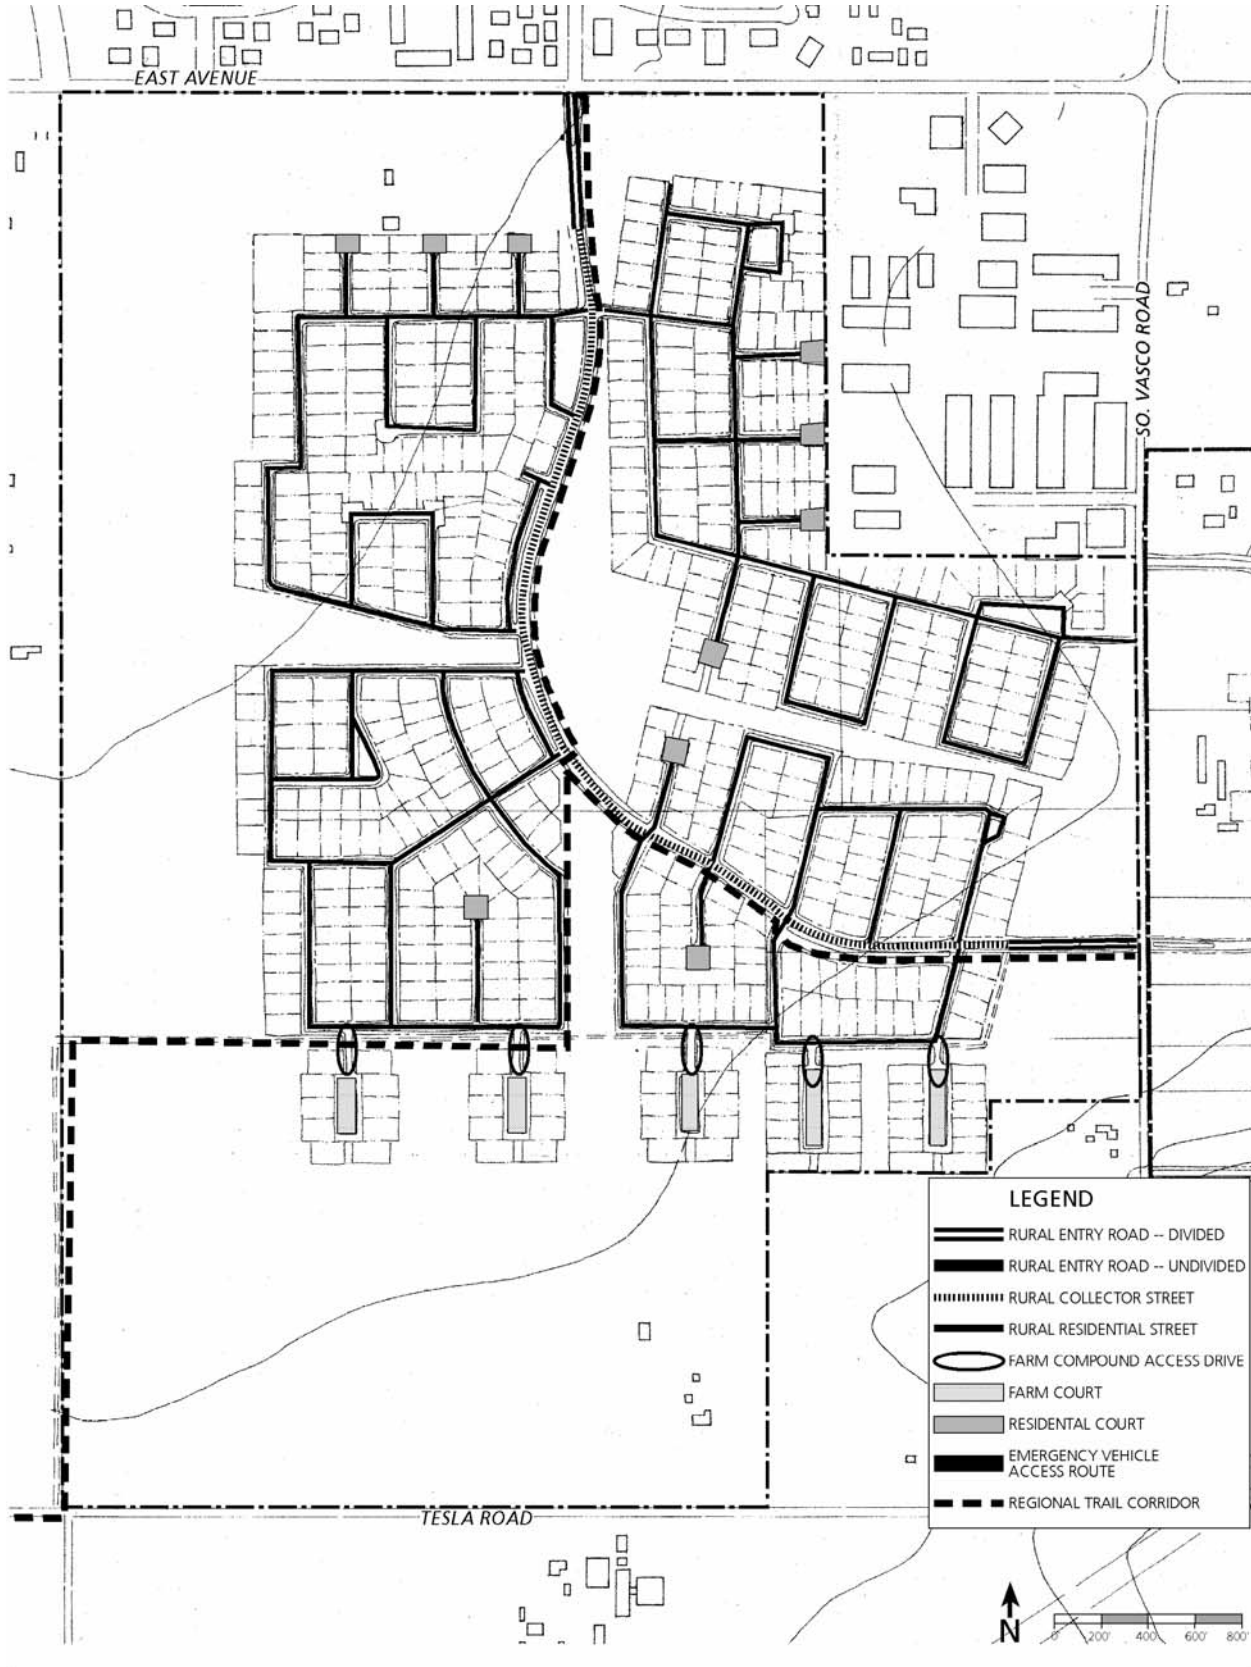 EAST AVENUE
SO. VASCO ROAD
LEGEND
RURAL ENTRY ROAD -- DIVIDED
RURAL ENTRY ROAD -- UNDIVIDED
RURAL COLLECTOR STREET
RURAL RESIDENTIAL STREET
FARM COMPOUND ACCESS DRIVE
FARM COURT
RESIDENTAL COURT
EMERGENCY VEHICLE
ACCESS ROUTE
REGIONAL TRAIL CORRIDOR
TESLA ROAD
N
0' 200' 400' 600' 800'